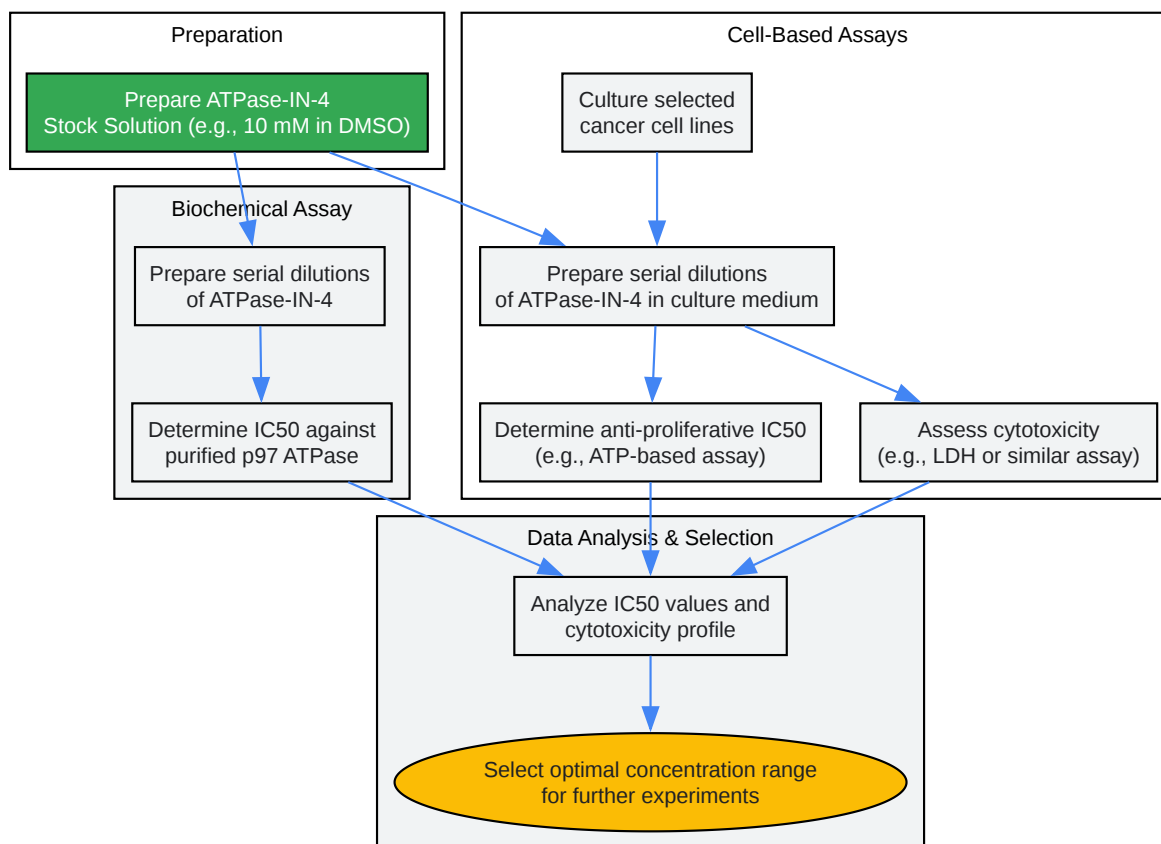 Preparation
Prepare ATPase-IN-4
Stock Solution (e.g., 10 mM in DMSO)
Cell-Based Assays
Culture selected
cancer cell lines
Biochemical Assay
Prepare serial dilutions
of ATPase-IN-4
Prepare serial dilutions
of ATPase-IN-4 in culture medium
Determine IC50 against
purified p97 ATPase
Determine anti-proliferative IC50
(e.g., ATP-based assay)
Assess cytotoxicity
(e.g., LDH or similar assay)
Data Analysis & Selection
Analyze IC50 values and
cytotoxicity profile
Select optimal concentration range
for further experiments